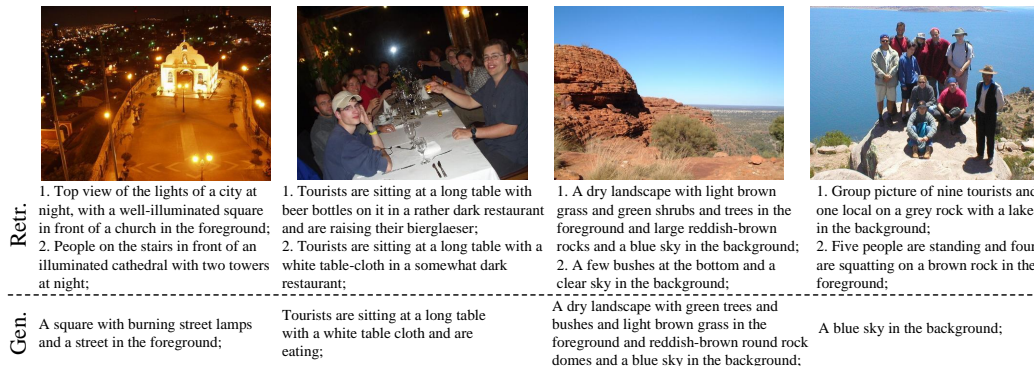 Retr.
1. Top view of the lights of a city at
night, with a well-illuminated square
in front of a church in the foreground;
2. People on the stairs in front of an
illuminated cathedral with two towers
at night;
1. Tourists are sitting at a long table with
beer bottles on it in a rather dark restaurant
and are raising their bierglaeser;
2. Tourists are sitting at a long table with a
white table-cloth in a somewhat dark
restaurant;
1. A dry landscape with light brown
grass and green shrubs and trees in the
foreground and large reddish-brown
rocks and a blue sky in the background;
2. A few bushes at the bottom and a
clear sky in the background;
1. Group picture of nine tourists and
one local on a grey rock with a lake
in the background;
2. Five people are standing and four
are squatting on a brown rock in the
foreground;
Gen.
A square with burning street lamps
and a street in the foreground;
Tourists are sitting at a long table
with a white table cloth and are
eating;
A dry landscape with green trees and
bushes and light brown grass in the
foreground and reddish-brown round rock
domes and a blue sky in the background;
A blue sky in the background;